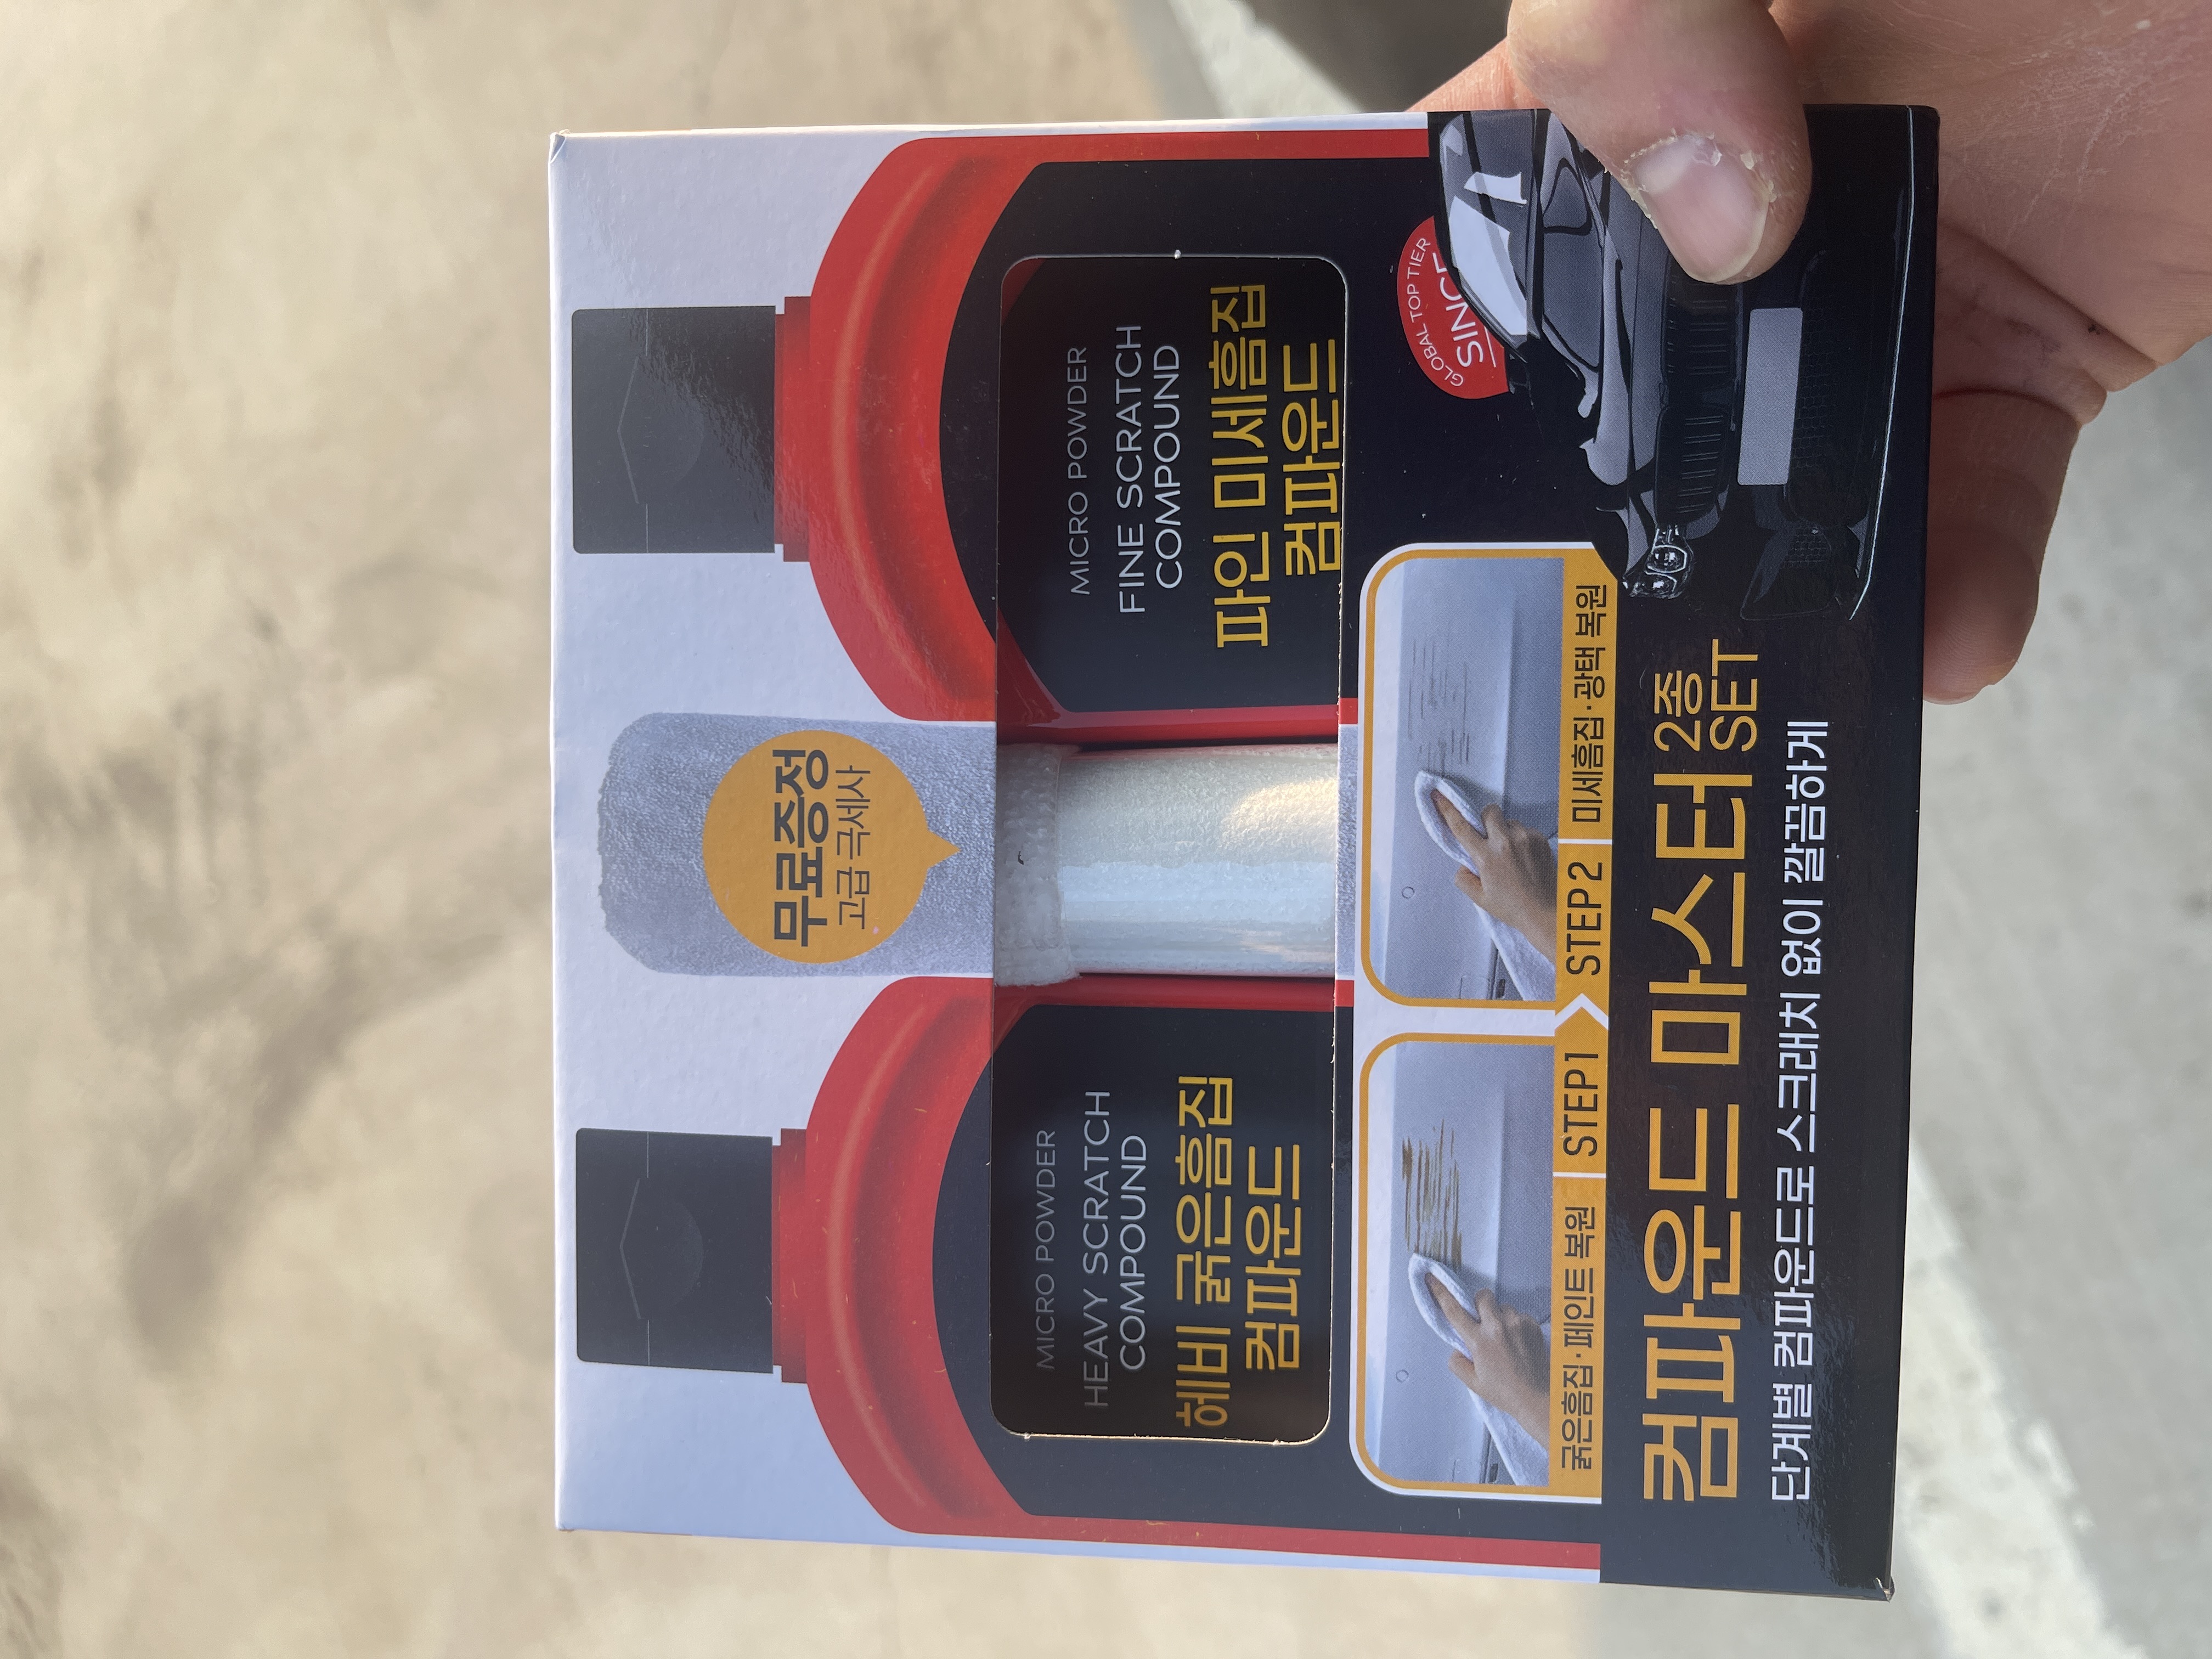 무료증정
고급 극세사
MICRO POWDER
HEAVY SCRATCH
COMPOUND
헤비 굵은흠집
컴파운드
MICRO POWDER
FINE SCRATCH
COMPOUND
파인 미세흠집
컴파운드
GLOBAL TOP TIER
굵은흠집·페인트 복원 STEP 1 STEP 2 미세흠집·광택 복원
컴파운드 마스터 2종
SET
단계별 컴파운드로 스크래치 없이 깔끔하게